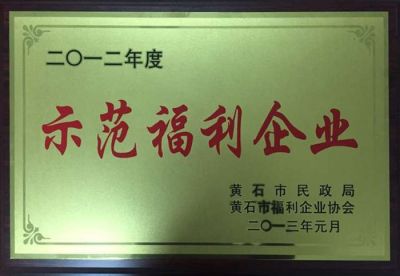 二〇一二年度
示范福利企业
黄石市民政局
黄石市福利企业协会
二〇一三年元月